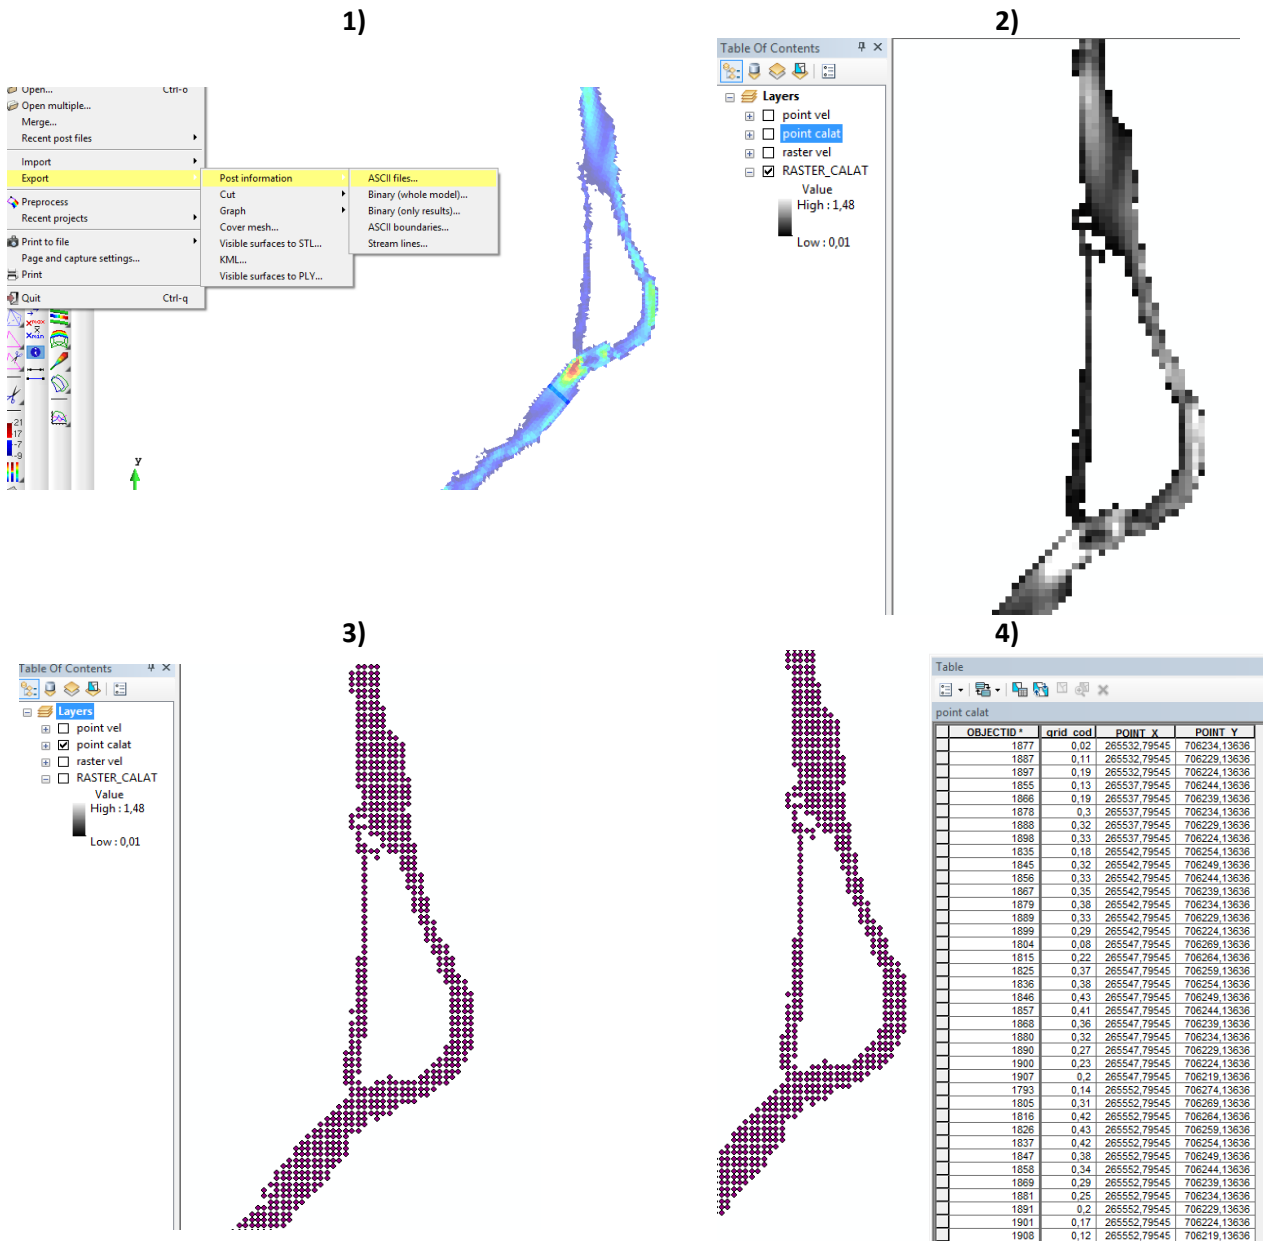 1)
Open... Ctrl-o
Open multiple...
Merge...
Recent post files
Import
Export
Preprocess
Recent projects
Print to file
Page and capture settings...
Print
Quit Ctrl-q
Post information
Cut
Graph
Cover mesh...
Visible surfaces to STL...
KML...
Visible surfaces to PLY...
ASCII files...
Binary (whole model)...
Binary (only results)...
ASCII boundaries...
Stream lines...
xmax
x
xmin
21
17
-7
-9
y
2)
Table Of Contents
Layers
point vel
point calat
raster vel
RASTER_CALAT
Value
High : 1,48
Low : 0,01
3)
Table Of Contents
Layers
point vel
point calat
raster vel
RASTER_CALAT
Value
High : 1,48
Low : 0,01
4)
Table
point calat
OBJECTID * grid_cod POINT_X POINT_Y
1877 0,02 265532,79545 706234,13636
1887 0,11 265532,79545 706229,13636
1897 0,19 265532,79545 706224,13636
1855 0,13 265537,79545 706244,13636
1866 0,19 265537,79545 706239,13636
1878 0,3 265537,79545 706234,13636
1888 0,32 265537,79545 706229,13636
1898 0,33 265537,79545 706224,13636
1835 0,18 265542,79545 706254,13636
1845 0,32 265542,79545 706249,13636
1856 0,33 265542,79545 706244,13636
1867 0,35 265542,79545 706239,13636
1879 0,38 265542,79545 706234,13636
1889 0,33 265542,79545 706229,13636
1899 0,29 265542,79545 706224,13636
1804 0,08 265547,79545 706269,13636
1815 0,22 265547,79545 706264,13636
1825 0,37 265547,79545 706259,13636
1836 0,38 265547,79545 706254,13636
1846 0,43 265547,79545 706249,13636
1857 0,41 265547,79545 706244,13636
1868 0,36 265547,79545 706239,13636
1880 0,32 265547,79545 706234,13636
1890 0,27 265547,79545 706229,13636
1900 0,23 265547,79545 706224,13636
1907 0,2 265547,79545 706219,13636
1793 0,14 265552,79545 706274,13636
1805 0,31 265552,79545 706269,13636
1816 0,42 265552,79545 706264,13636
1826 0,43 265552,79545 706259,13636
1837 0,42 265552,79545 706254,13636
1847 0,38 265552,79545 706249,13636
1858 0,34 265552,79545 706244,13636
1869 0,29 265552,79545 706239,13636
1881 0,25 265552,79545 706234,13636
1891 0,2 265552,79545 706229,13636
1901 0,17 265552,79545 706224,13636
1908 0,12 265552,79545 706219,13636